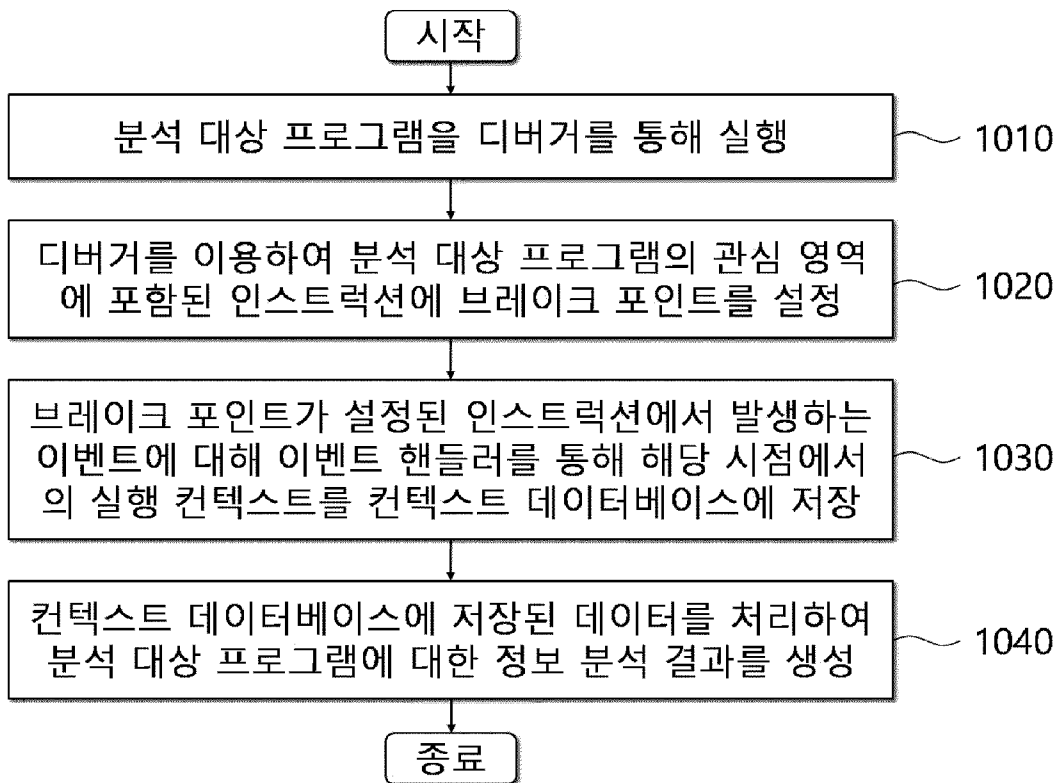 시작
분석 대상 프로그램을 디버거를 통해 실행
1010
디버거를 이용하여 분석 대상 프로그램의 관심 영역
에 포함된 인스트럭션에 브레이크 포인트를 설정
1020
브레이크 포인트가 설정된 인스트럭션에서 발생하는
이벤트에 대해 이벤트 핸들러를 통해 해당 시점에서
의 실행 컨텍스트를 컨텍스트 데이터베이스에 저장
1030
컨텍스트 데이터베이스에 저장된 데이터를 처리하여
분석 대상 프로그램에 대한 정보 분석 결과를 생성
1040
종료